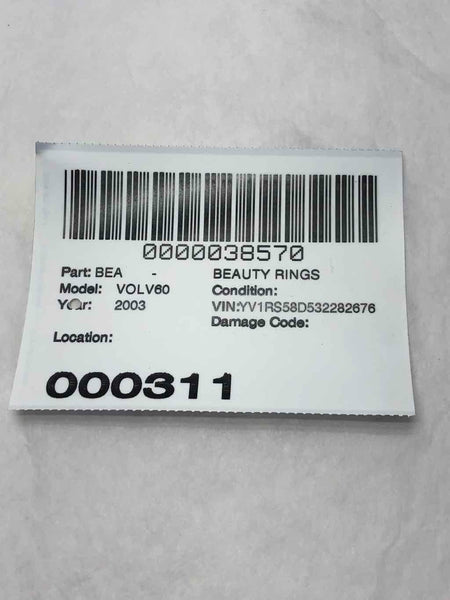 0000038570
Part: BEA - BEAUTY RINGS
Model: VOLV60 Condition:
Year: 2003 VIN:YV1RS58D532282676
Damage Code:
Location:
000311